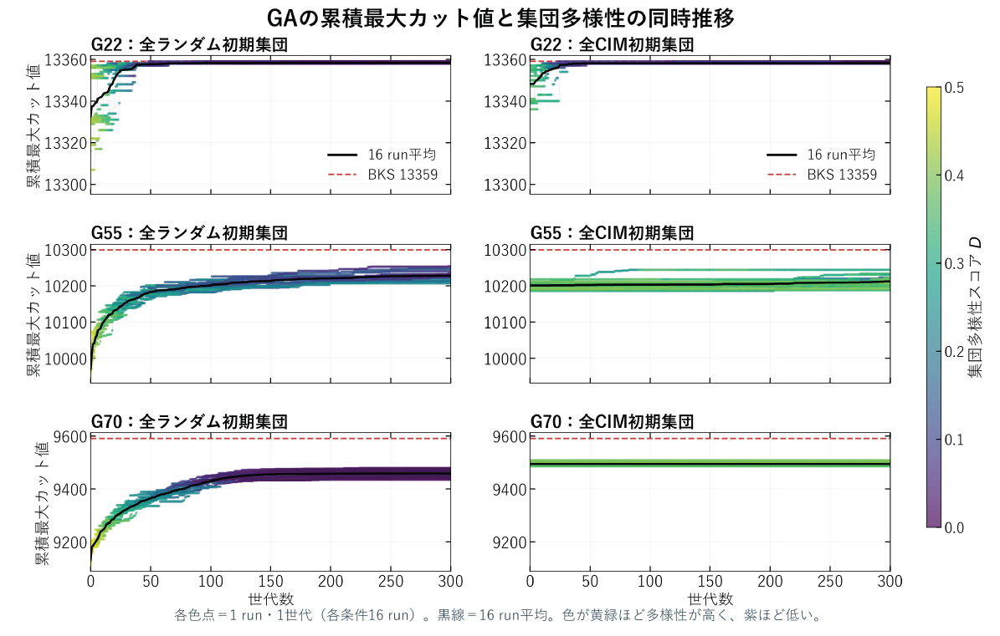 GAの累積最大カット値と集団多様性の同時推移
G22：全ランダム初期集団
G22：全CIM初期集団
累積最大カット値
13360
13340
13320
13300
16 run平均
BKS 13359
13360
13340
13320
13300
16 run平均
BKS 13359
G55：全ランダム初期集団
G55：全CIM初期集団
累積最大カット値
10300
10200
10100
10000
10300
10200
10100
10000
G70：全ランダム初期集団
G70：全CIM初期集団
累積最大カット値
9600
9400
9200
0 50 100 150 200 250 300
世代数
9600
9400
9200
0 50 100 150 200 250 300
世代数
0.5
0.4
0.3
0.2
0.1
0.0
集団多様性スコア D
各色点＝1 run・1世代（各条件16 run）。黒線＝16 run平均。色が黄緑ほど多様性が高く、紫ほど低い。